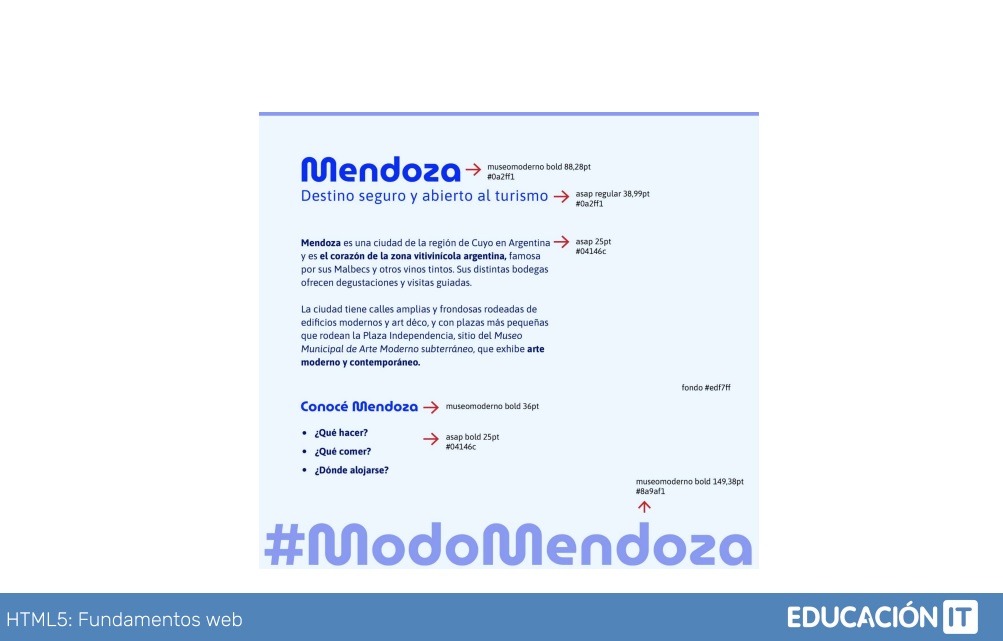 Mendoza
museomoderno bold 88,28pt
#0a2ff1
Destino seguro y abierto al turismo
asap regular 38,99pt
#0a2ff1
Mendoza es una ciudad de la región de Cuyo en Argentina
y es el corazón de la zona vitivinícola argentina, famosa
por sus Malbecs y otros vinos tintos. Sus distintas bodegas
ofrecen degustaciones y visitas guiadas.
asap 25pt
#04146c
La ciudad tiene calles amplias y frondosas rodeadas de
edificios modernos y art déco, y con plazas más pequeñas
que rodean la Plaza Independencia, sitio del Museo
Municipal de Arte Moderno subterráneo, que exhibe arte
moderno y contemporáneo.
fondo #edf7ff
Conocé Mendoza
museomoderno bold 36pt
• ¿Qué hacer?
• ¿Qué comer?
• ¿Dónde alojarse?
asap bold 25pt
#04146c
museomoderno bold 149,38pt
#8a9af1
#ModoMendoza
HTML5: Fundamentos web
EDUCACIÓN IT